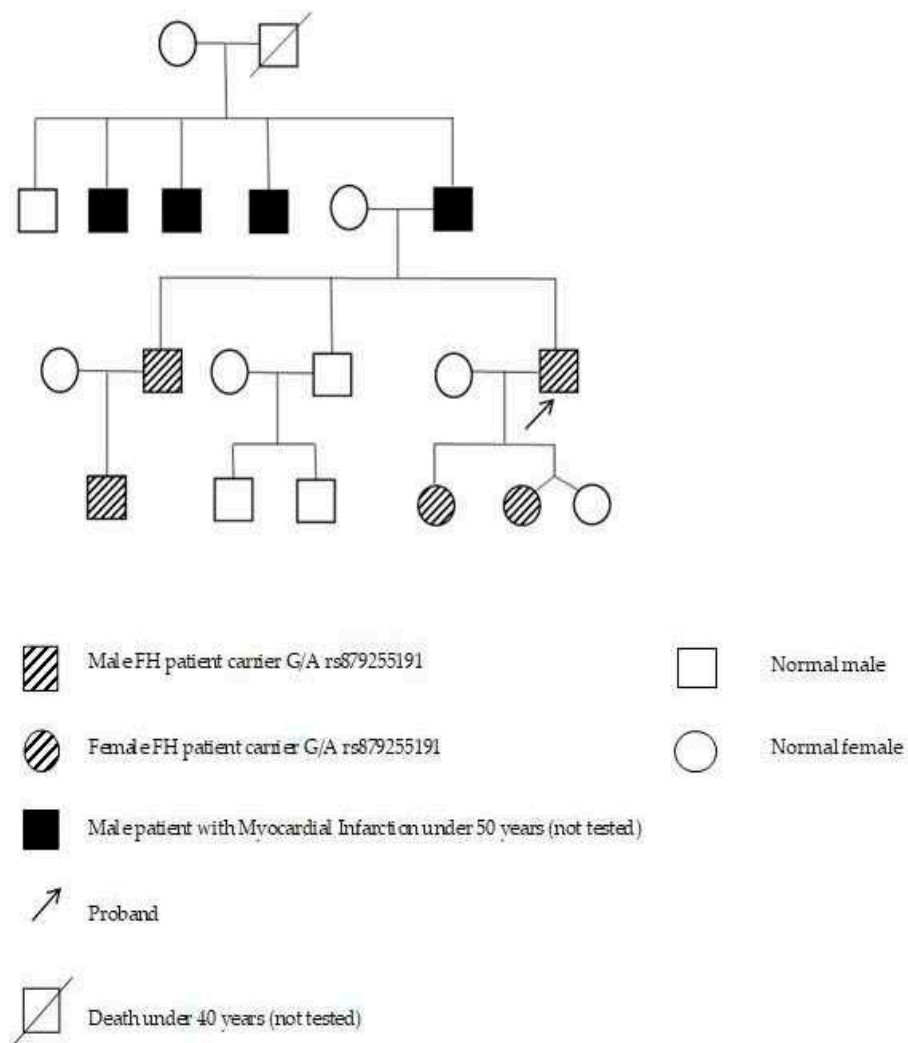 Male FH patient carrier G/A rs879255191
Normal male
Female FH patient carrier G/A rs879255191
Normal female
Male patient with Myocardial Infarction under 50 years (not tested)
Proband
Death under 40 years (not tested)